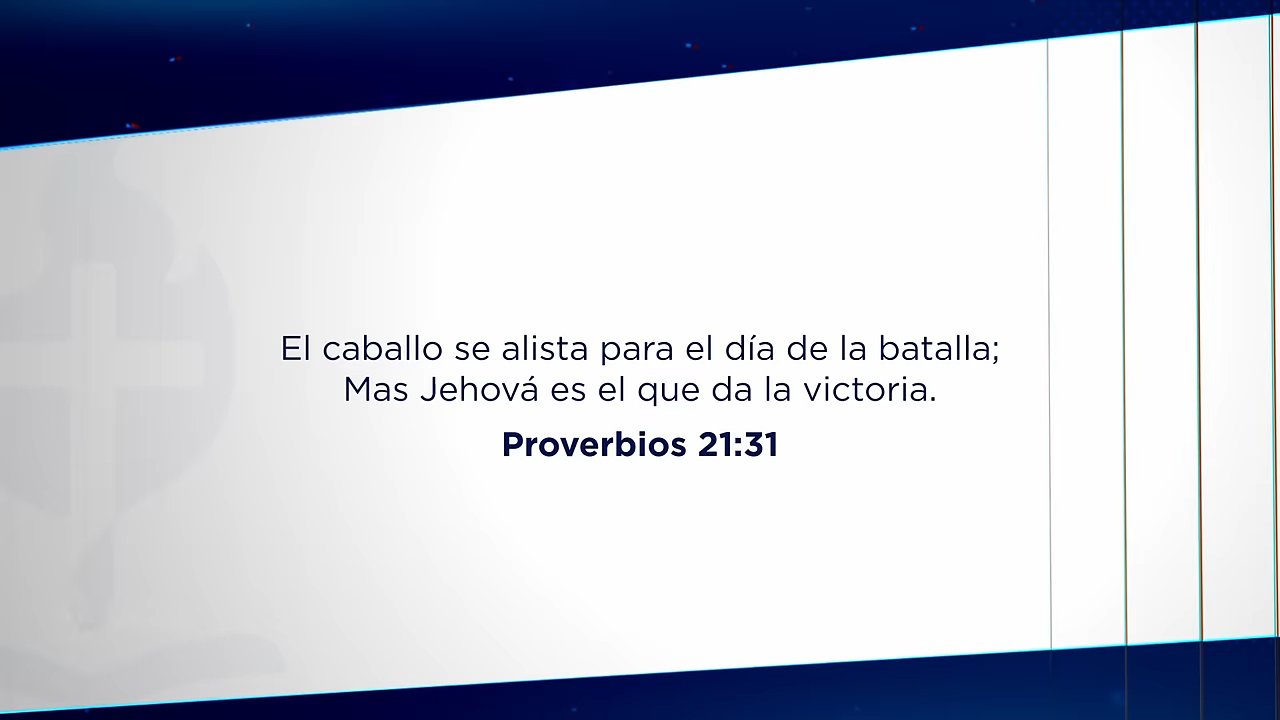 El caballo se alista para el día de la batalla;
Mas Jehová es el que da la victoria.
Proverbios 21:31